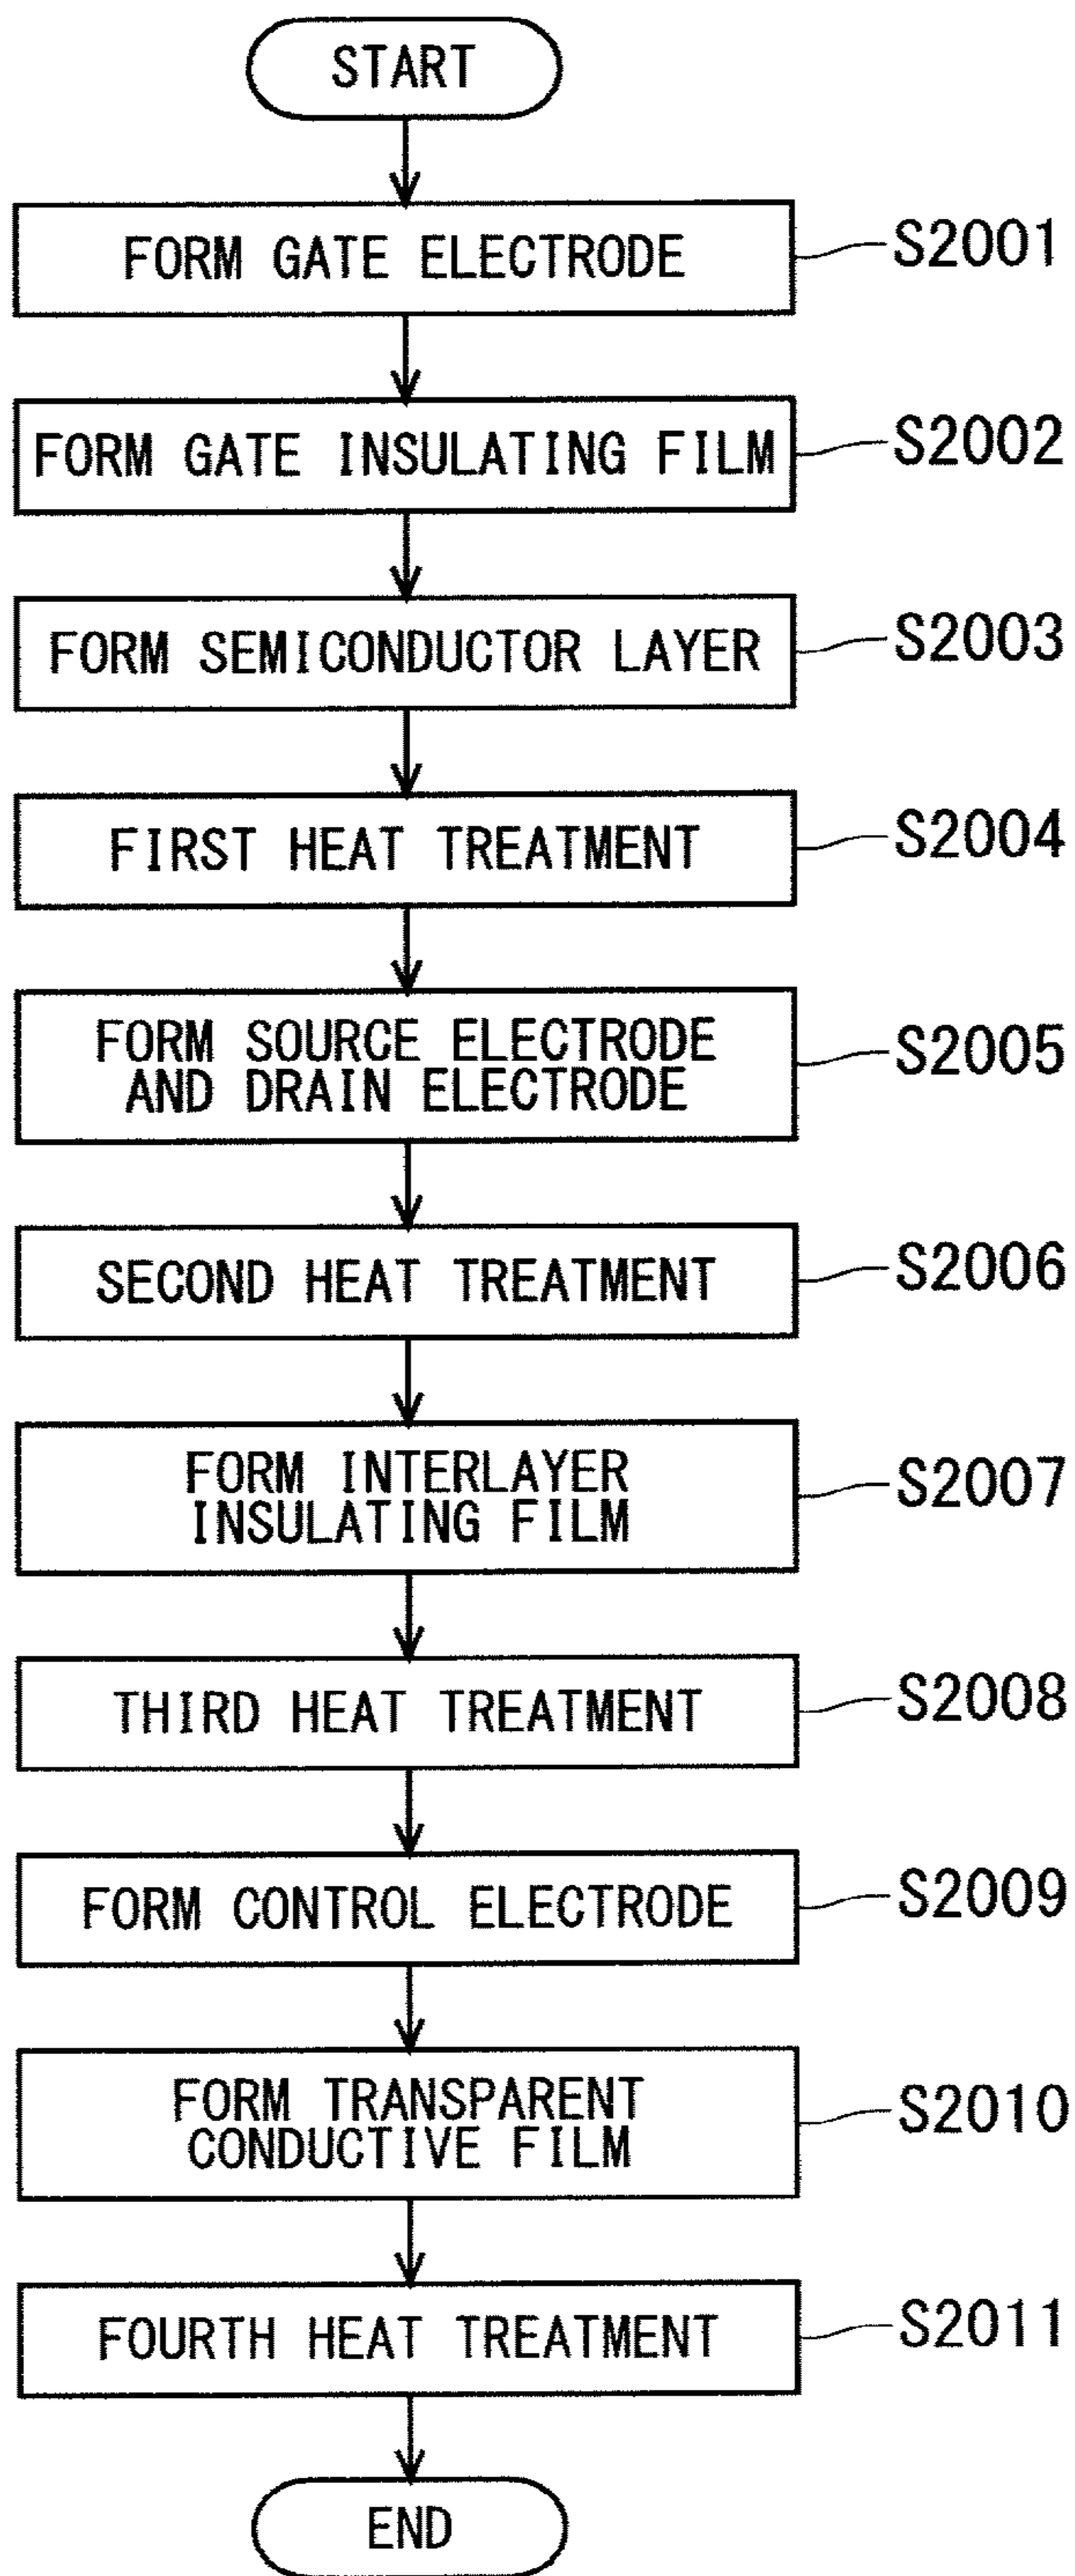 START
FORM GATE ELECTRODE
S2001
FORM GATE INSULATING FILM
S2002
FORM SEMICONDUCTOR LAYER
S2003
FIRST HEAT TREATMENT
S2004
FORM SOURCE ELECTRODE
AND DRAIN ELECTRODE
S2005
SECOND HEAT TREATMENT
S2006
FORM INTERLAYER
INSULATING FILM
S2007
THIRD HEAT TREATMENT
S2008
FORM CONTROL ELECTRODE
S2009
FORM TRANSPARENT
CONDUCTIVE FILM
S2010
FOURTH HEAT TREATMENT
S2011
END